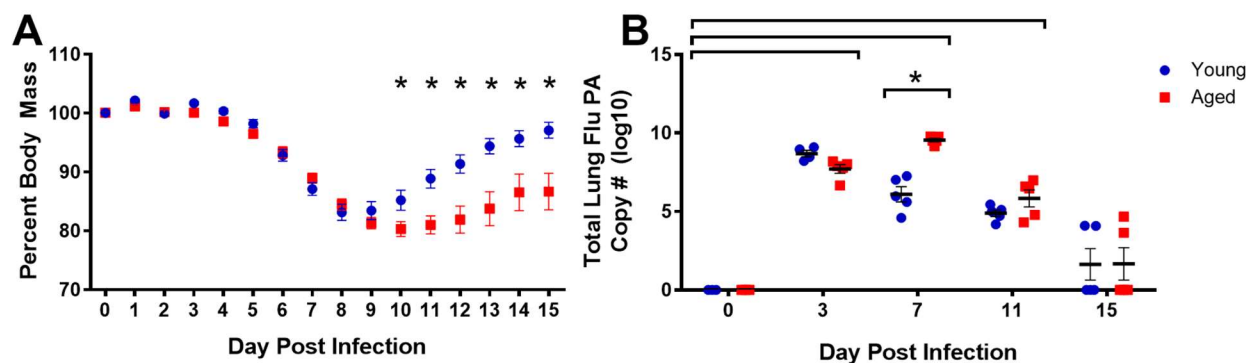 A
Percent Body Mass
110
100
90
80
70
* * * * * *
0 1 2 3 4 5 6 7 8 9 10 11 12 13 14 15
Day Post Infection
B
Total Lung Flu PA
Copy # (log10)
15
10
5
0
*
0 3 7 11 15
Day Post Infection
Young
Aged